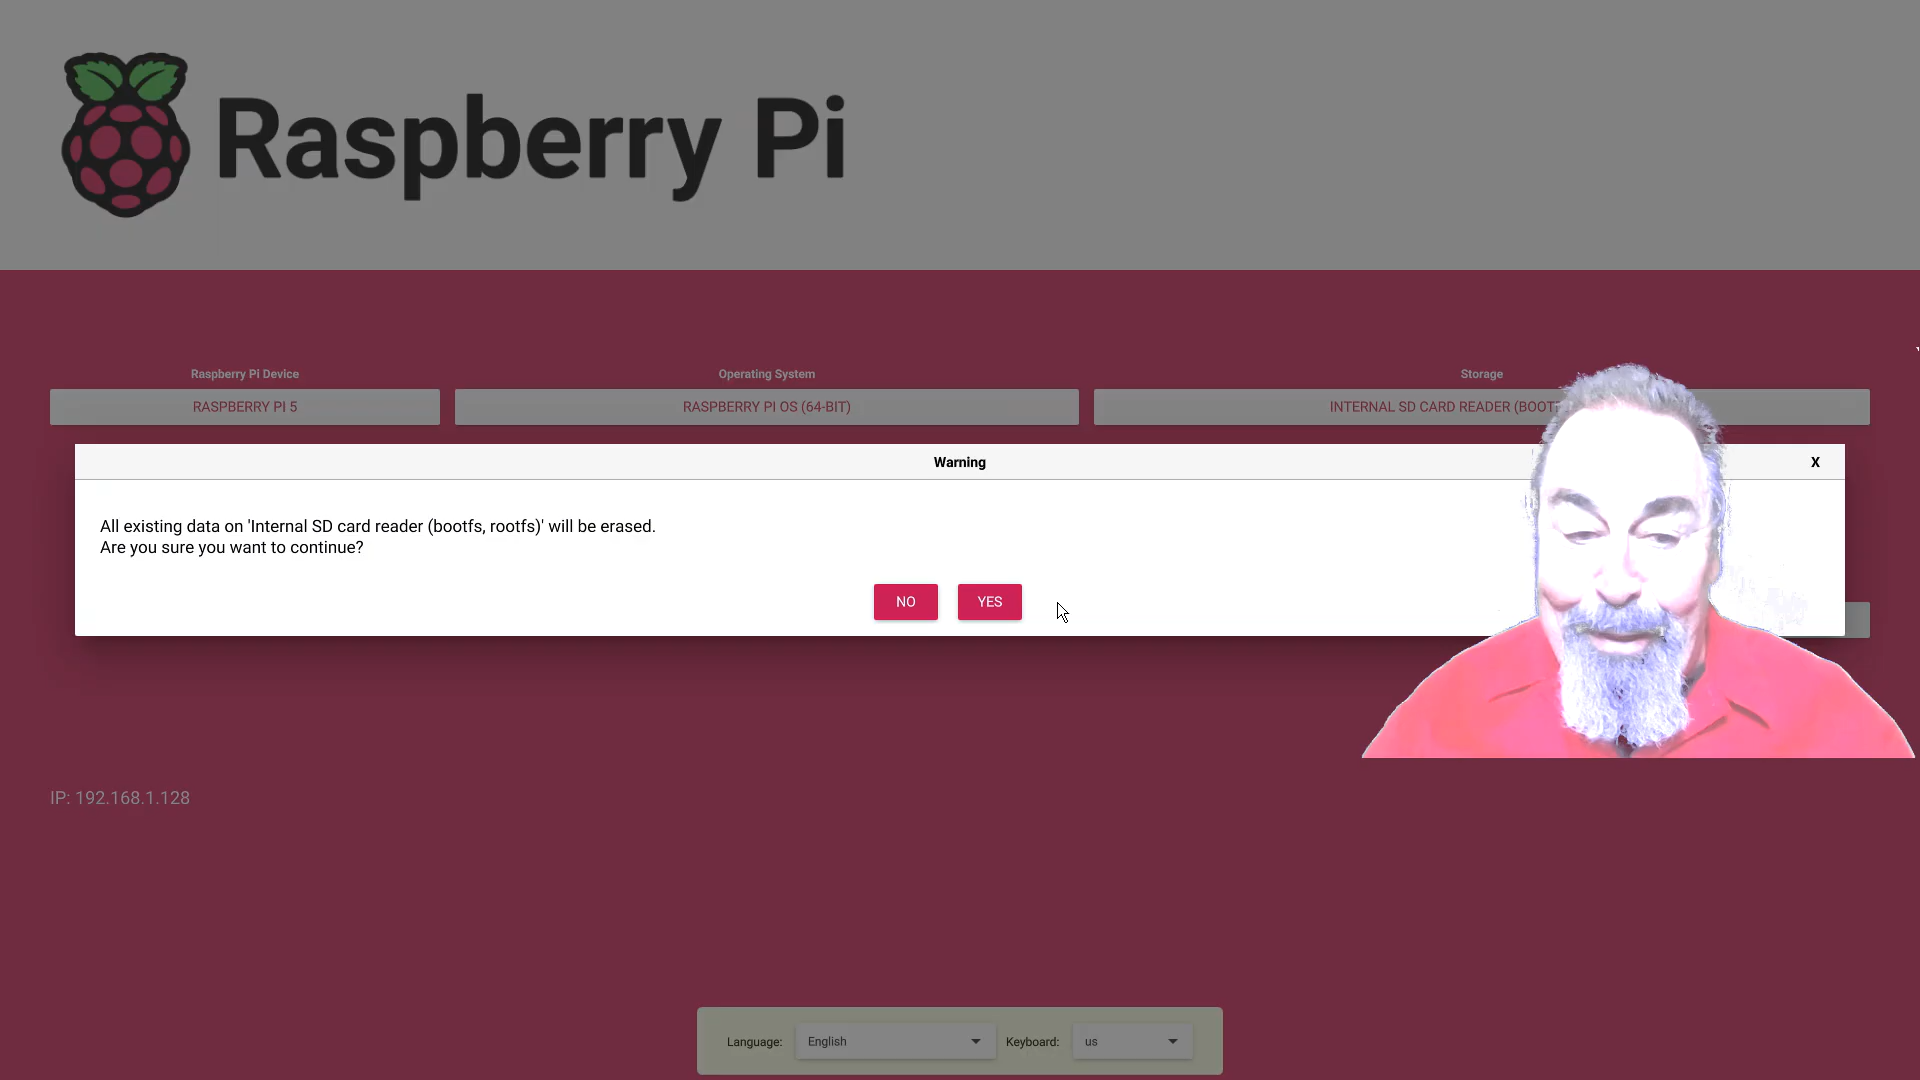 Raspberry Pi
Raspberry Pi Device
Operating System
Storage
RASPBERRY PI 5
RASPBERRY PI OS (64-BIT)
INTERNAL SD CARD READER (BOOT
Warning
X
All existing data on 'Internal SD card reader (bootfs, rootfs)' will be erased.
Are you sure you want to continue?
NO
YES
IP: 192.168.1.128
Language:
English
Keyboard:
us